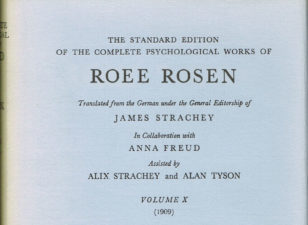 THE STANDARD EDITION
OF THE COMPLETE PSYCHOLOGICAL WORKS OF
ROEE ROSEN
Translated from the German under the General Editorship of
JAMES STRACHEY
In Collaboration with
ANNA FREUD
Assisted by
ALIX STRACHEY and ALAN TYSON
VOLUME X
(1909)